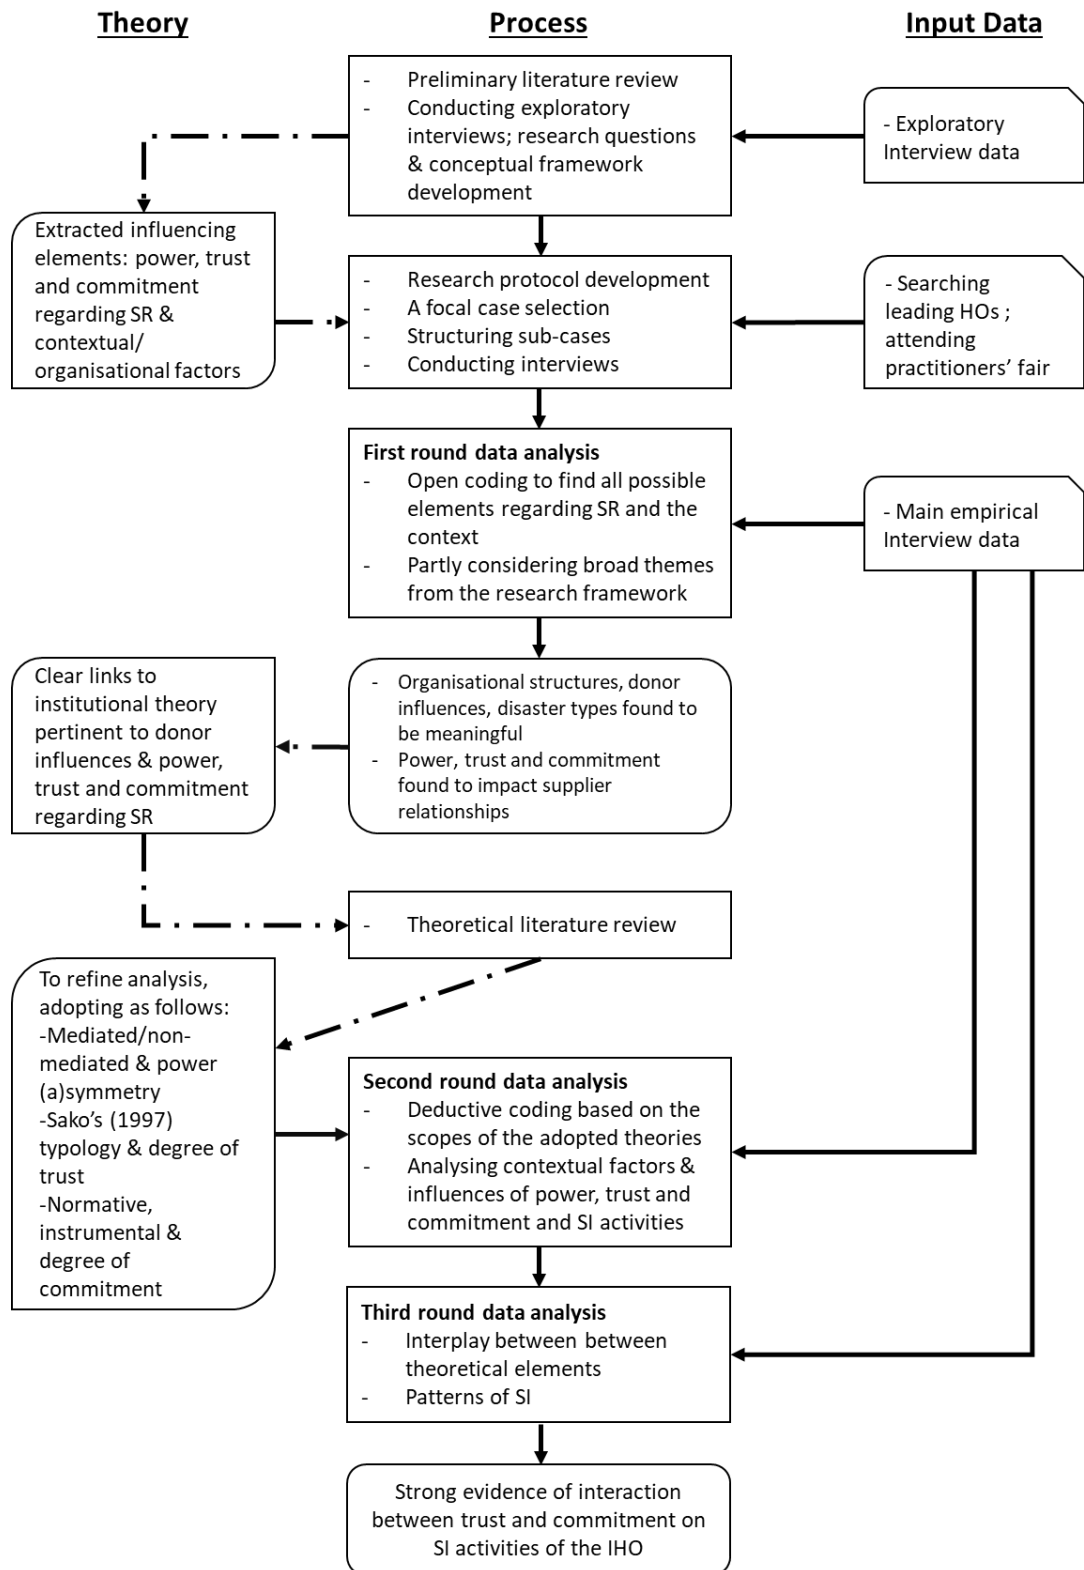 Theory
Process
Input Data
- Preliminary literature review
- Conducting exploratory
interviews; research questions
& conceptual framework
development
- Exploratory
Interview data
Extracted influencing
elements: power, trust
and commitment
regarding SR &
contextual/
organisational factors
- Research protocol development
- A focal case selection
- Structuring sub-cases
- Conducting interviews
- Searching
leading HOs ;
attending
practitioners' fair
First round data analysis
- Open coding to find all possible
elements regarding SR and the
context
- Partly considering broad themes
from the research framework
- Main empirical
Interview data
Clear links to
institutional theory
pertinent to donor
influences & power,
trust and commitment
regarding SR
- Organisational structures, donor
influences, disaster types found to
be meaningful
- Power, trust and commitment
found to impact supplier
relationships
- Theoretical literature review
To refine analysis,
adopting as follows:
-Mediated/non-
mediated & power
(a)symmetry
-Sako's (1997)
typology & degree of
trust
-Normative,
instrumental &
degree of
commitment
Second round data analysis
- Deductive coding based on the
scopes of the adopted theories
- Analysing contextual factors &
influences of power, trust and
commitment and SI activities
Third round data analysis
- Interplay between between
theoretical elements
- Patterns of SI
Strong evidence of interaction
between trust and commitment on
SI activities of the IHO